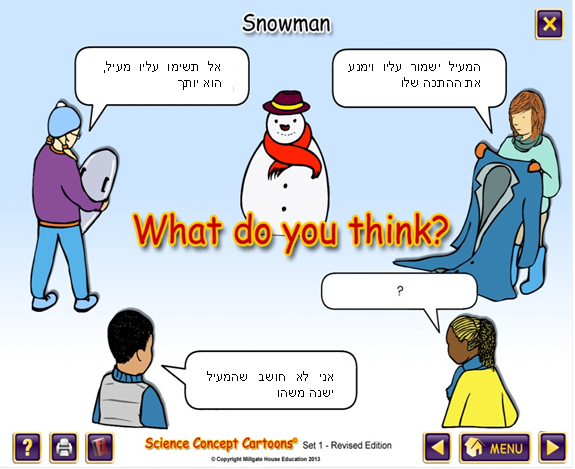 Snowman
אל תשימו עליו מעיל,
הוא יותך
המעיל ישמור עליו וימנע
את ההתכה שלו
What do you think?
?
אני לא חושב שהמעיל
ישנה משהו
?
Science Concept Cartoons© Set 1 - Revised Edition
© Copyright Millgate House Education 2013
MENU